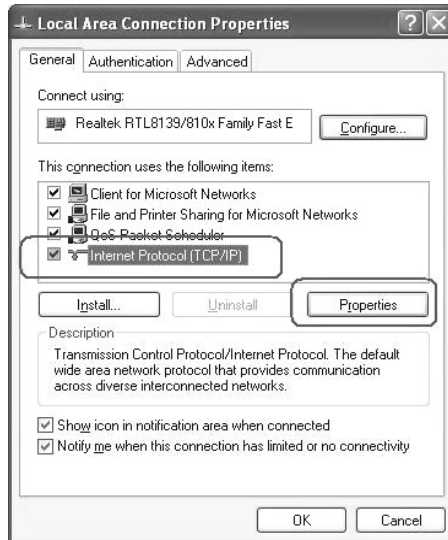 Local Area Connection Properties
General Authentication Advanced
Connect using:
Realtek RTL8139/810x Family Fast E Configure...
This connection uses the following items:
Client for Microsoft Networks
File and Printer Sharing for Microsoft Networks
QoS Packet Scheduler
Internet Protocol (TCP/IP)
Install... Uninstall Properties
Description
Transmission Control Protocol/Internet Protocol. The default
wide area network protocol that provides communication
across diverse interconnected networks.
Show icon in notification area when connected
Notify me when this connection has limited or no connectivity
OK Cancel